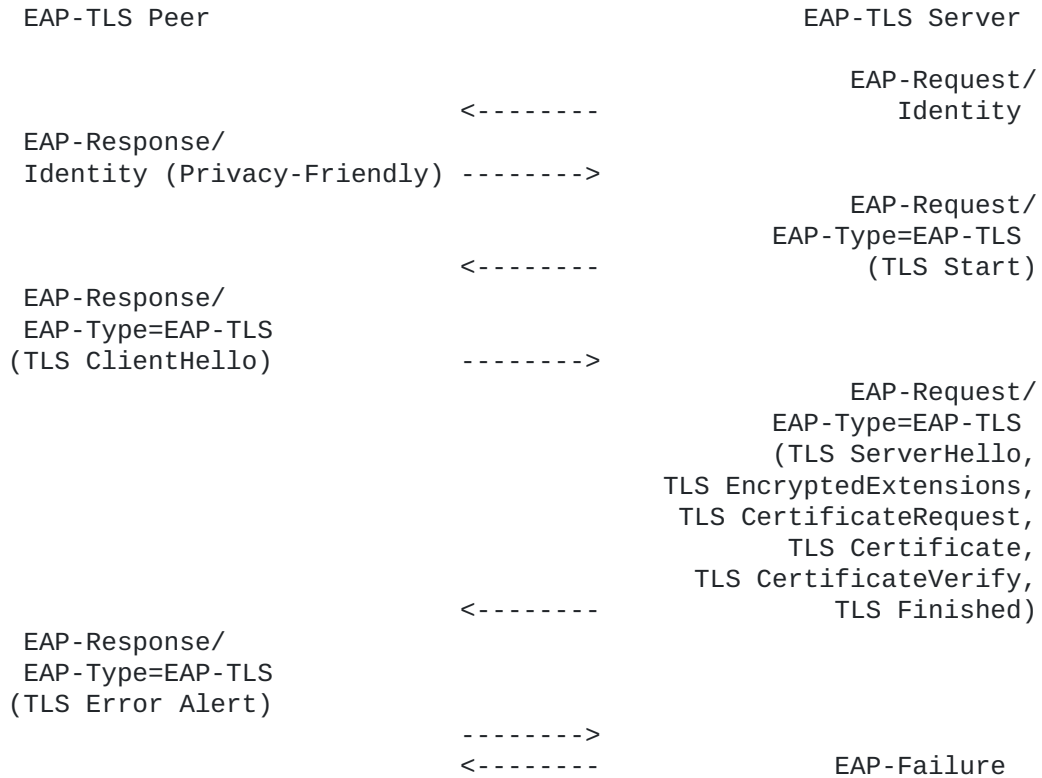 EAP-TLS Peer                                      EAP-TLS Server

                                                     EAP-Request/
                             <--------                   Identity
EAP-Response/
Identity (Privacy-Friendly) -------->
                                                     EAP-Request/
                                                EAP-Type=EAP-TLS
                             <--------                (TLS Start)
EAP-Response/
EAP-Type=EAP-TLS
(TLS ClientHello)            -------->
                                                     EAP-Request/
                                                EAP-Type=EAP-TLS
                                                (TLS ServerHello,
                                         TLS EncryptedExtensions,
                                          TLS CertificateRequest,
                                                 TLS Certificate,
                                           TLS CertificateVerify,
                             <--------              TLS Finished)
EAP-Response/
EAP-Type=EAP-TLS
(TLS Error Alert)
                             -------->
                             <--------              EAP-Failure